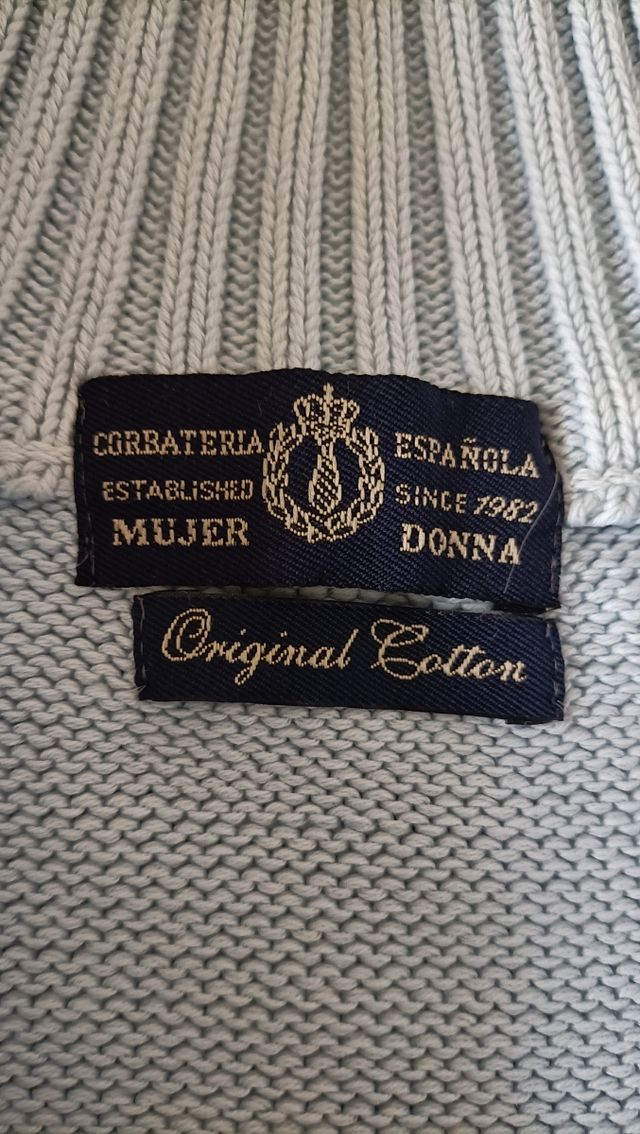 CORBATERIA ESPAÑOLA
ESTABLISHED SINCE 1982
MUJER DONNA
Original Cotton